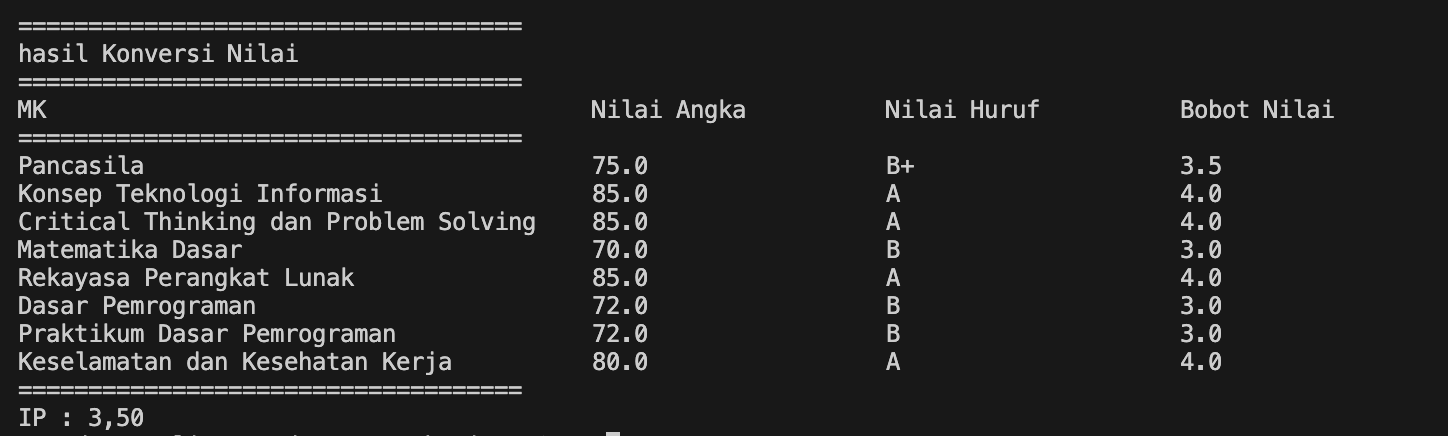 ====================================
hasil Konversi Nilai
====================================
MK Nilai Angka Nilai Huruf Bobot Nilai
====================================
Pancasila 75.0 B+ 3.5
Konsep Teknologi Informasi 85.0 A 4.0
Critical Thinking dan Problem Solving 85.0 A 4.0
Matematika Dasar 70.0 B 3.0
Rekayasa Perangkat Lunak 85.0 A 4.0
Dasar Pemrograman 72.0 B 3.0
Praktikum Dasar Pemrograman 72.0 B 3.0
Keselamatan dan Kesehatan Kerja 80.0 A 4.0
====================================
IP : 3,50